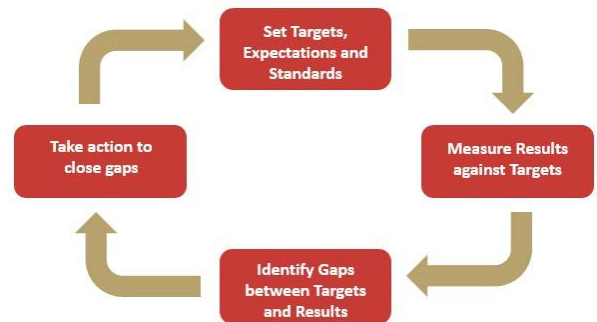 Set Targets,
Expectations and
Standards
Measure Results
against Targets
Identify Gaps
between Targets
and Results
Take action to
close gaps